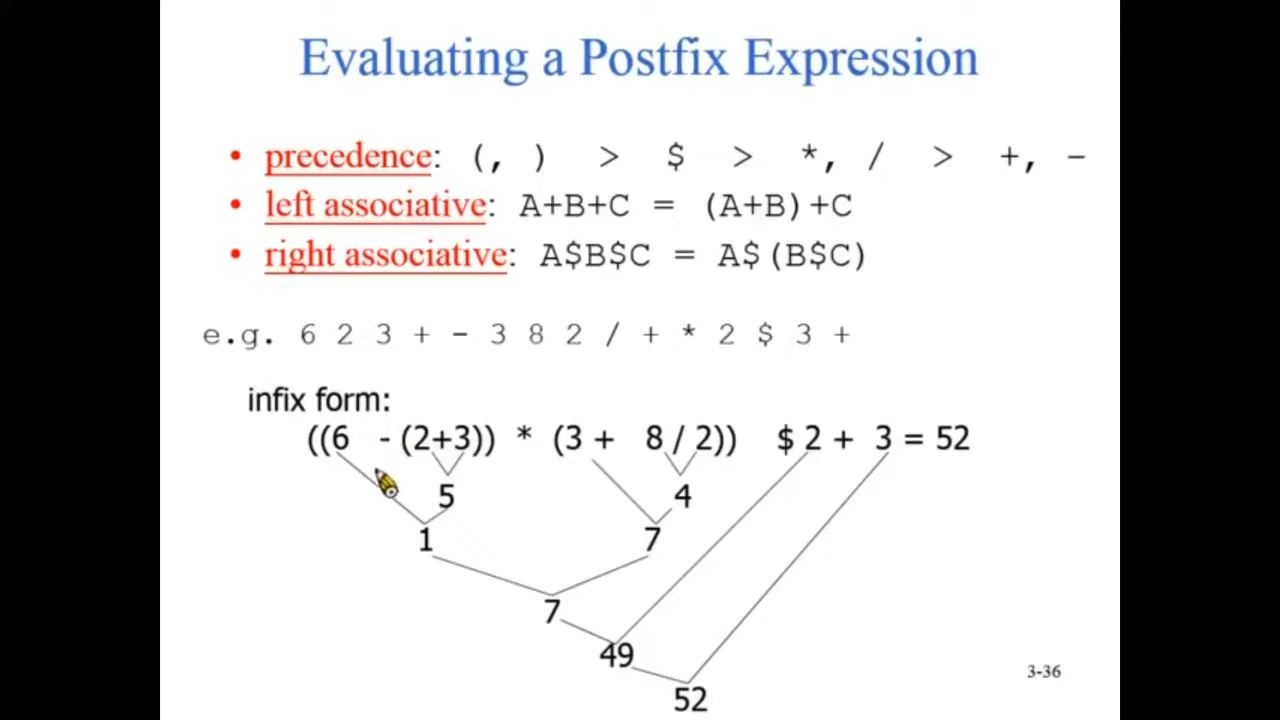 Evaluating a Postfix Expression
• precedence: (, ) > $ > *, / > +, -
• left associative: A+B+C = (A+B)+C
• right associative: A$B$C = A$(B$C)
e.g. 6 2 3 + - 3 8 2 / + * 2 $ 3 +
infix form:
((6 - (2+3)) * (3 + 8 / 2)) $ 2 + 3 = 52
5 4
1 7
7
49
3-36
52